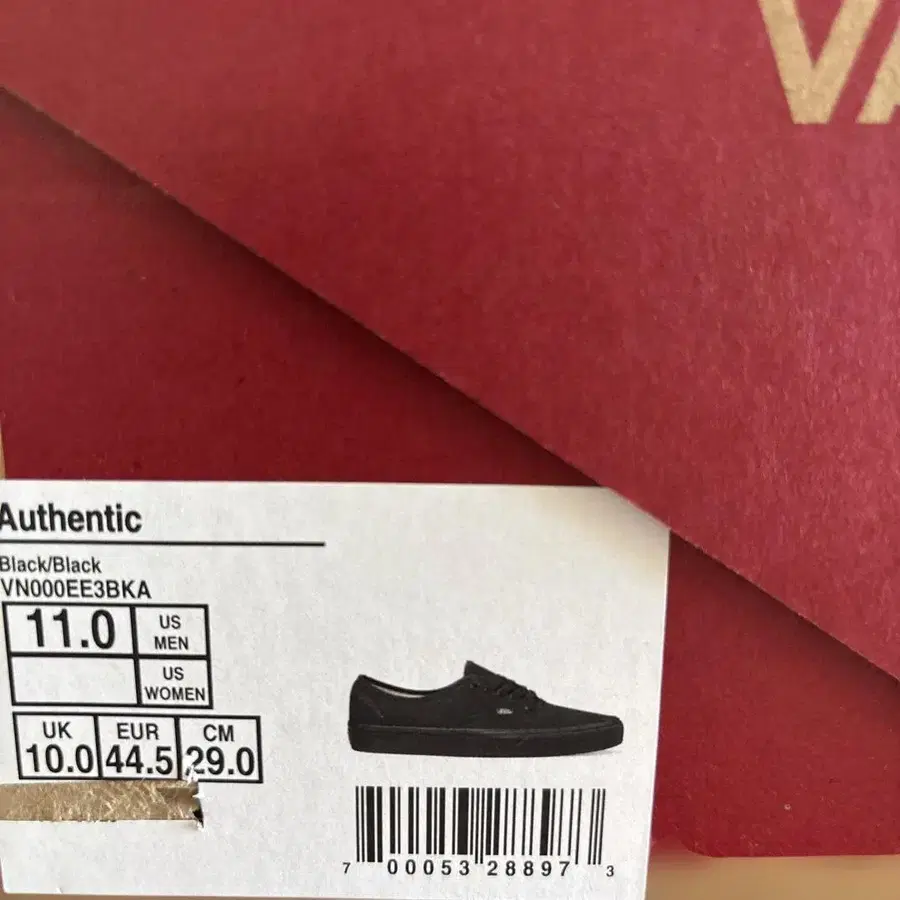 VA
Authentic
Black/Black
VN000EE3BKA
11.0 US MEN
US WOMEN
UK EUR CM
10.0 44.5 29.0
7 00053 28897 3